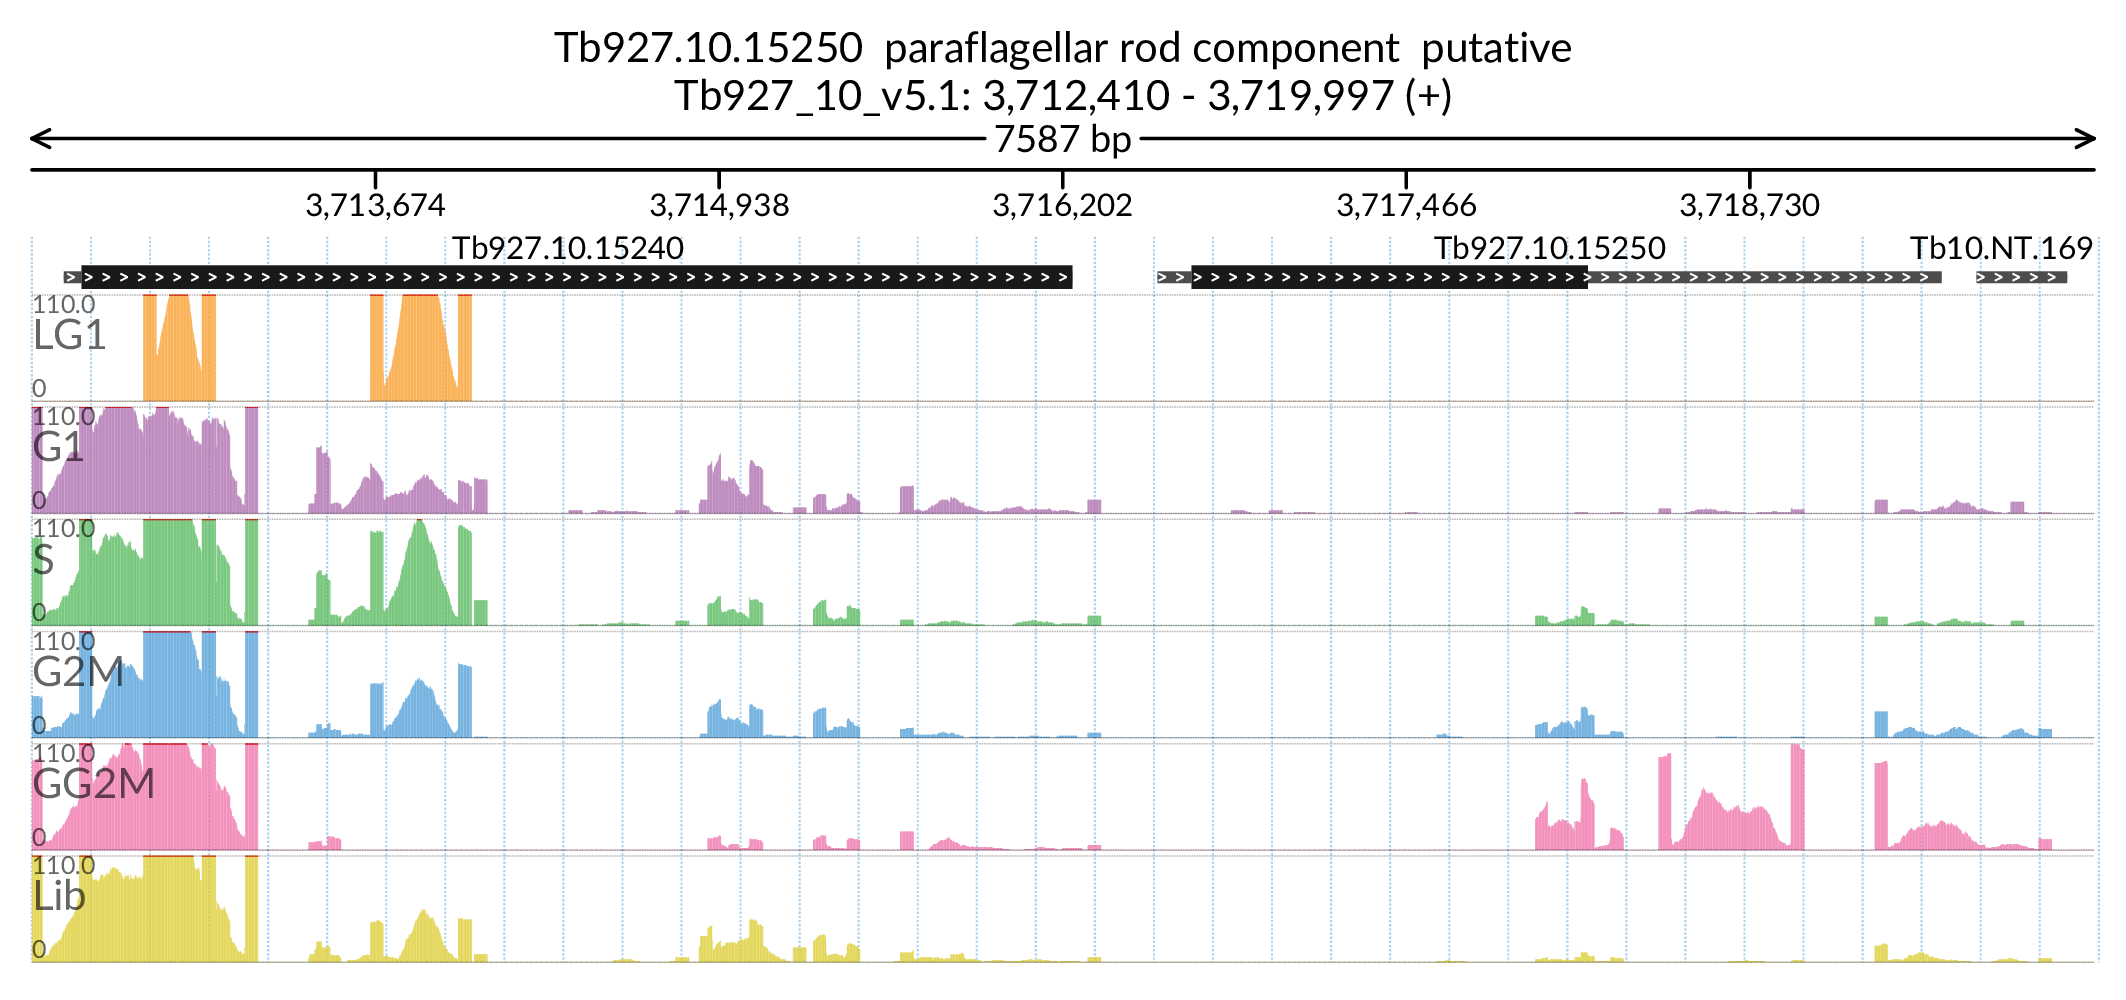 Tb927.10.15250 paraflagellar rod component putative
Tb927_10_v5.1: 3,712,410 - 3,719,997 (+)
7587 bp
3,713,674 3,714,938 3,716,202 3,717,466 3,718,730
Tb927.10.15240 Tb927.10.15250 Tb10.NT.169
110.0
LG1
0
110.0
G1
0
110.0
S
0
110.0
G2M
0
110.0
GG2M
0
110.0
Lib
0